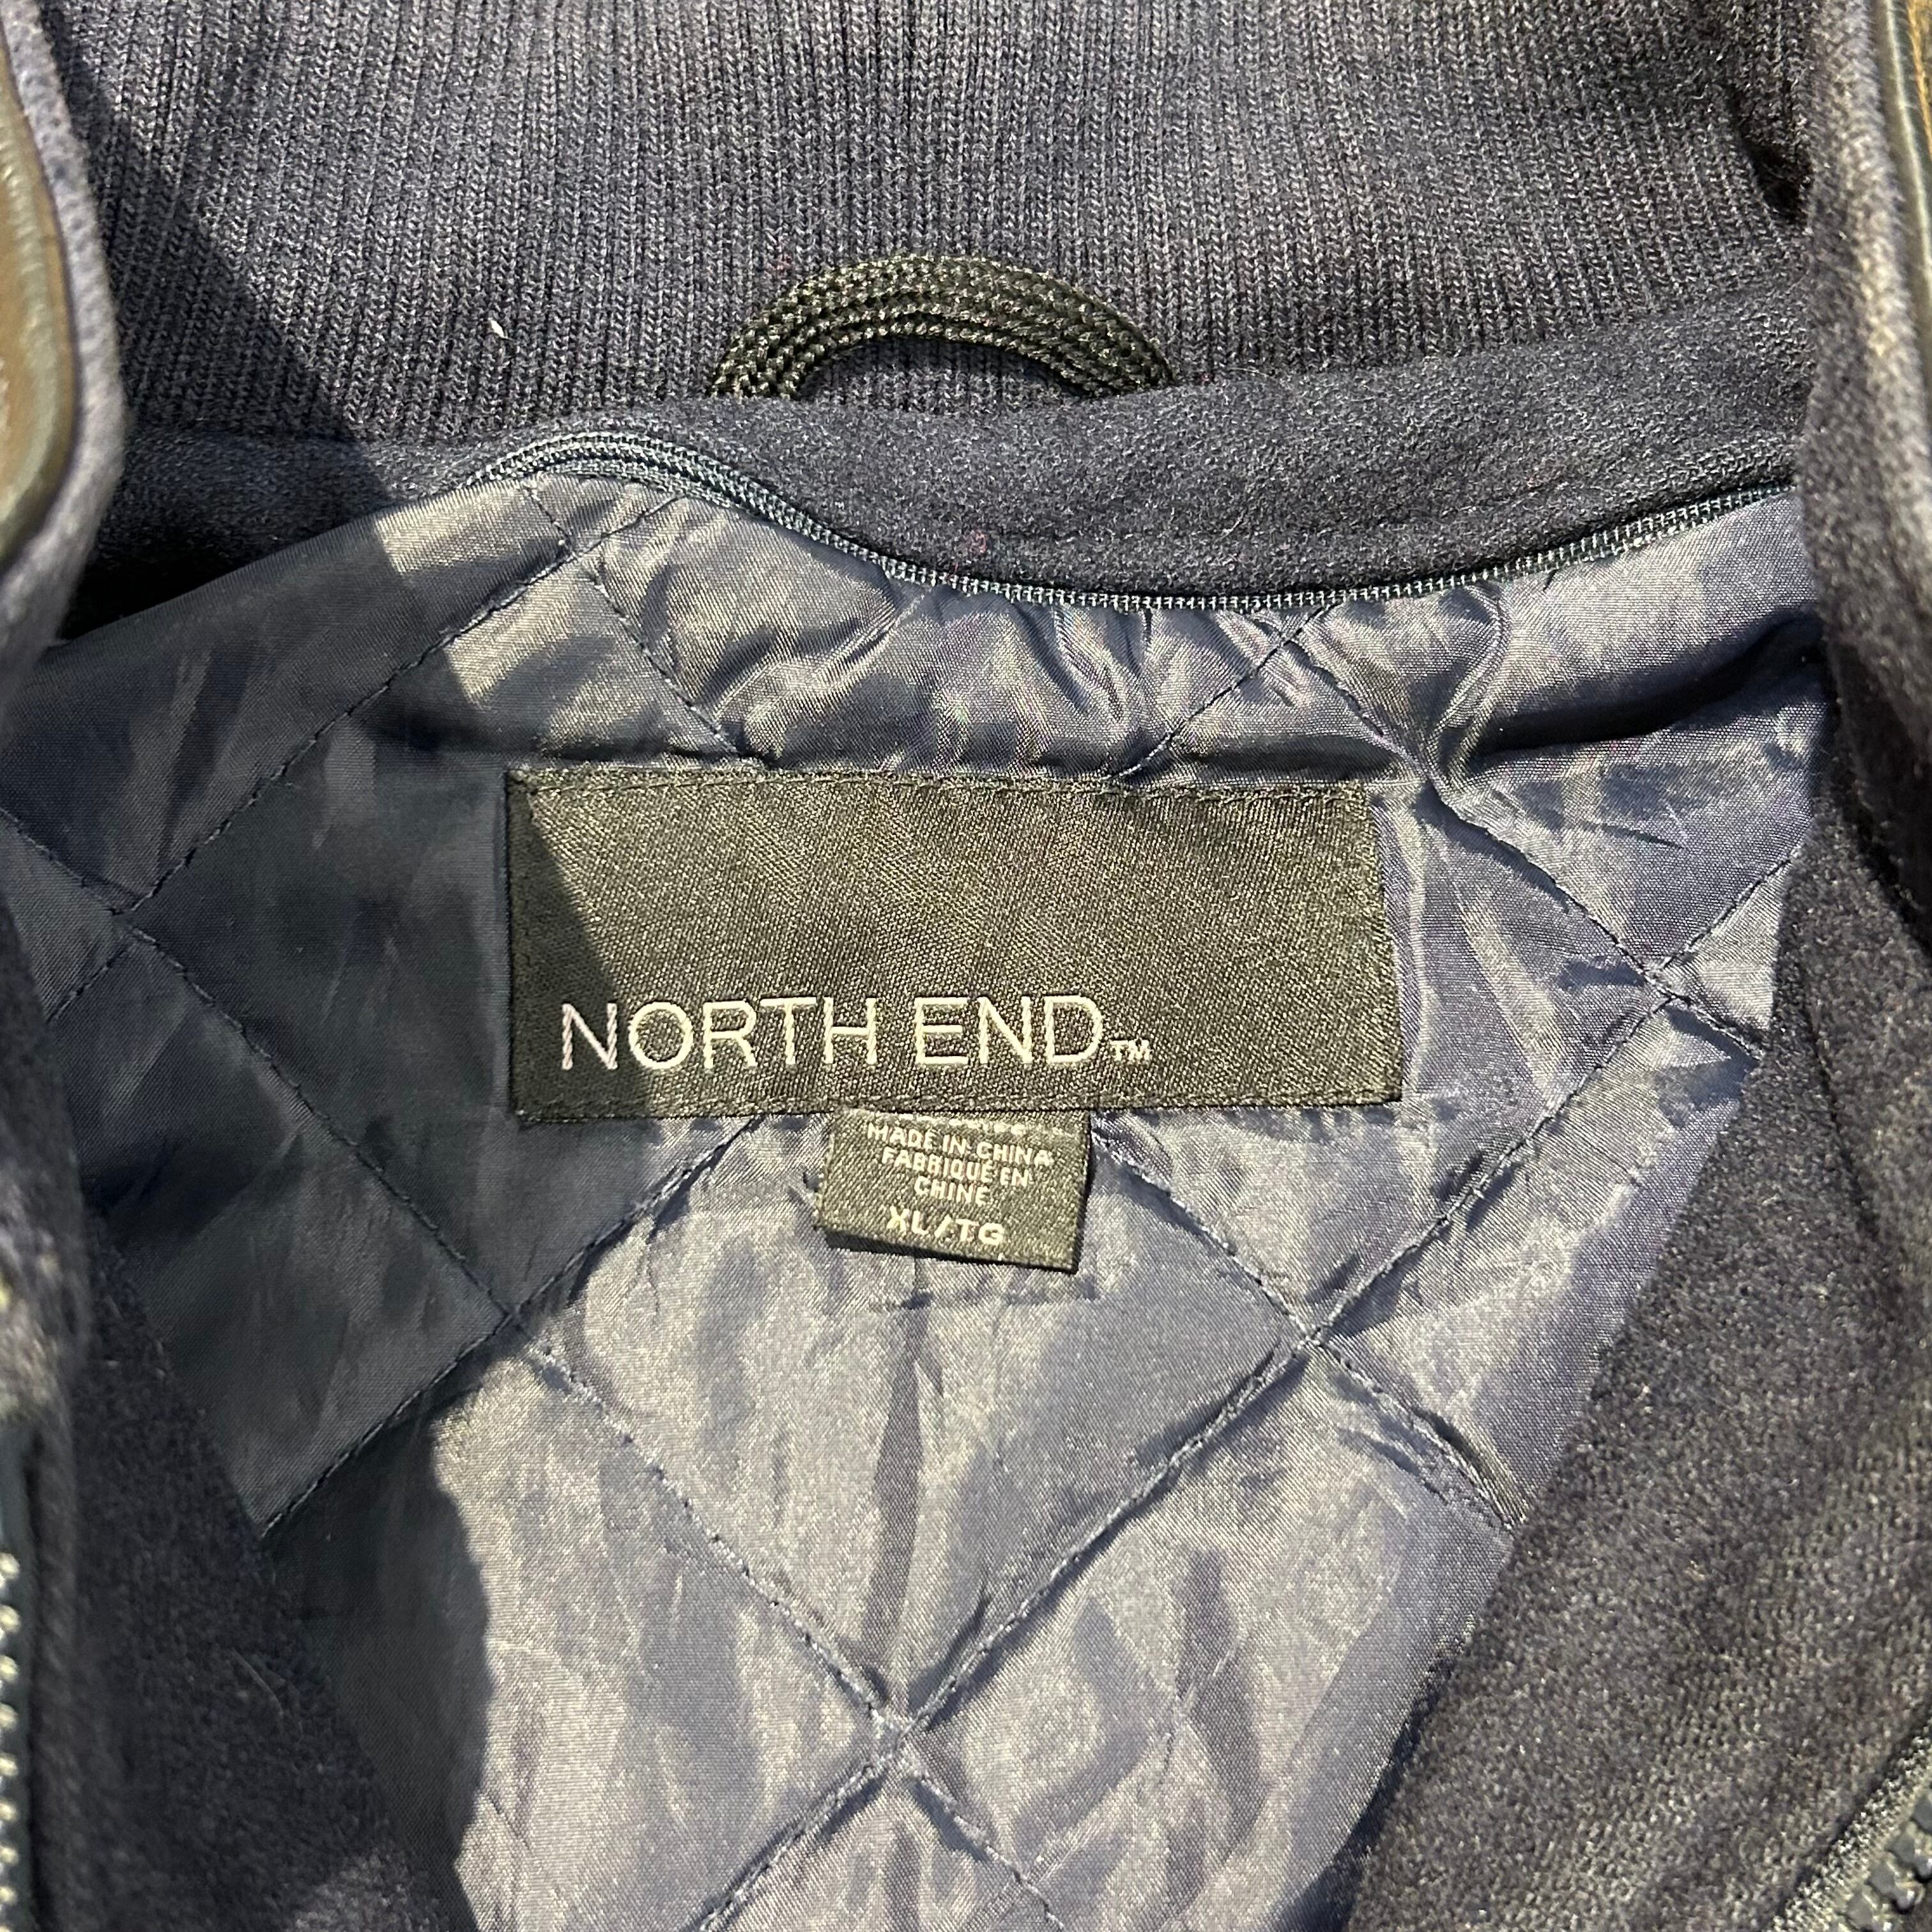 NORTH END™
MADE IN CHINA
FABRIQUÉ EN
CHINE
XL/TG